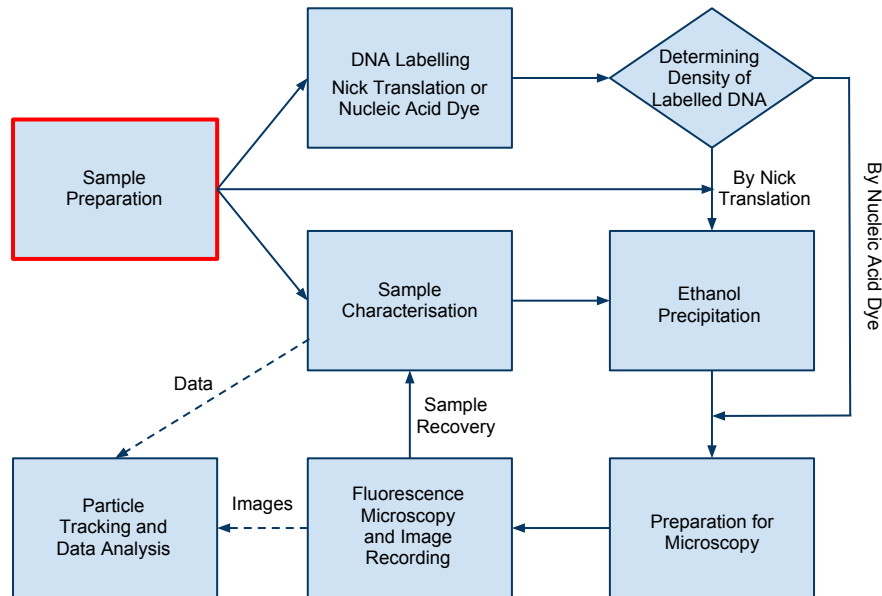 DNA Labelling
Nick Translation or
Nucleic Acid Dye
Determining
Density of
Labelled DNA
Sample
Preparation
By Nick
Translation
By Nucleic Acid Dye
Sample
Characterisation
Ethanol
Precipitation
Data
Sample
Recovery
Particle
Tracking and
Data Analysis
Images
Fluorescence
Microscopy
and Image
Recording
Preparation for
Microscopy